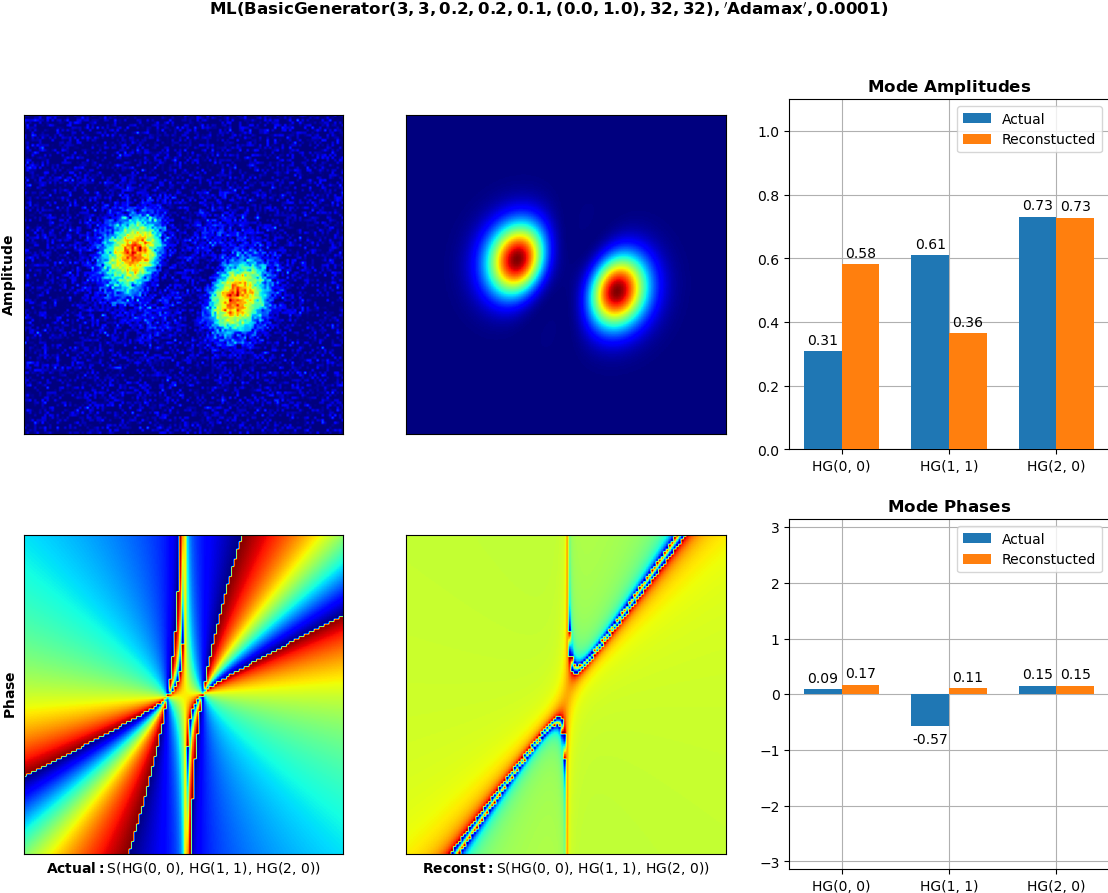 ML(BasicGenerator(3, 3, 0.2, 0.2, 0.1, (0.0, 1.0), 32, 32), ′Adamax′, 0.0001)
Amplitude
Mode Amplitudes
Actual
Reconstucted
1.0
0.8
0.6
0.4
0.2
0.0
0.31
0.58
0.61
0.36
0.73
0.73
HG(0, 0)
HG(1, 1)
HG(2, 0)
Phase
Actual: S(HG(0, 0), HG(1, 1), HG(2, 0))
Reconst: S(HG(0, 0), HG(1, 1), HG(2, 0))
Mode Phases
Actual
Reconstucted
3
2
1
0
−1
−2
−3
0.09
0.17
-0.57
0.11
0.15
0.15
HG(0, 0)
HG(1, 1)
HG(2, 0)